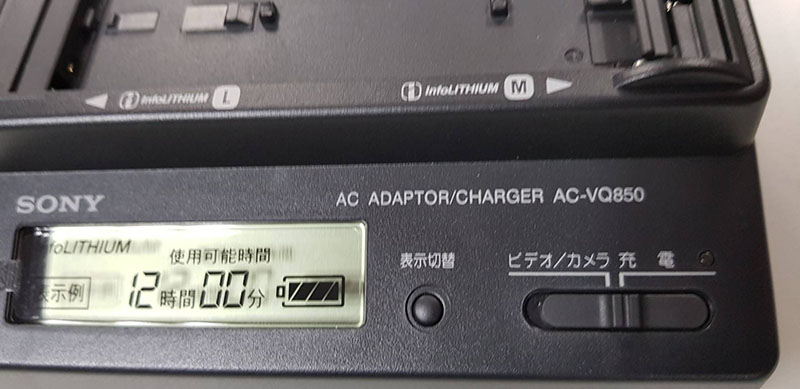 InfoLITHIUM L
InfoLITHIUM M
SONY
AC ADAPTOR/CHARGER AC-VQ850
InfoLITHIUM
使用可能時間
表示例
12時間00分
表示切替
ビデオ/カメラ 充電